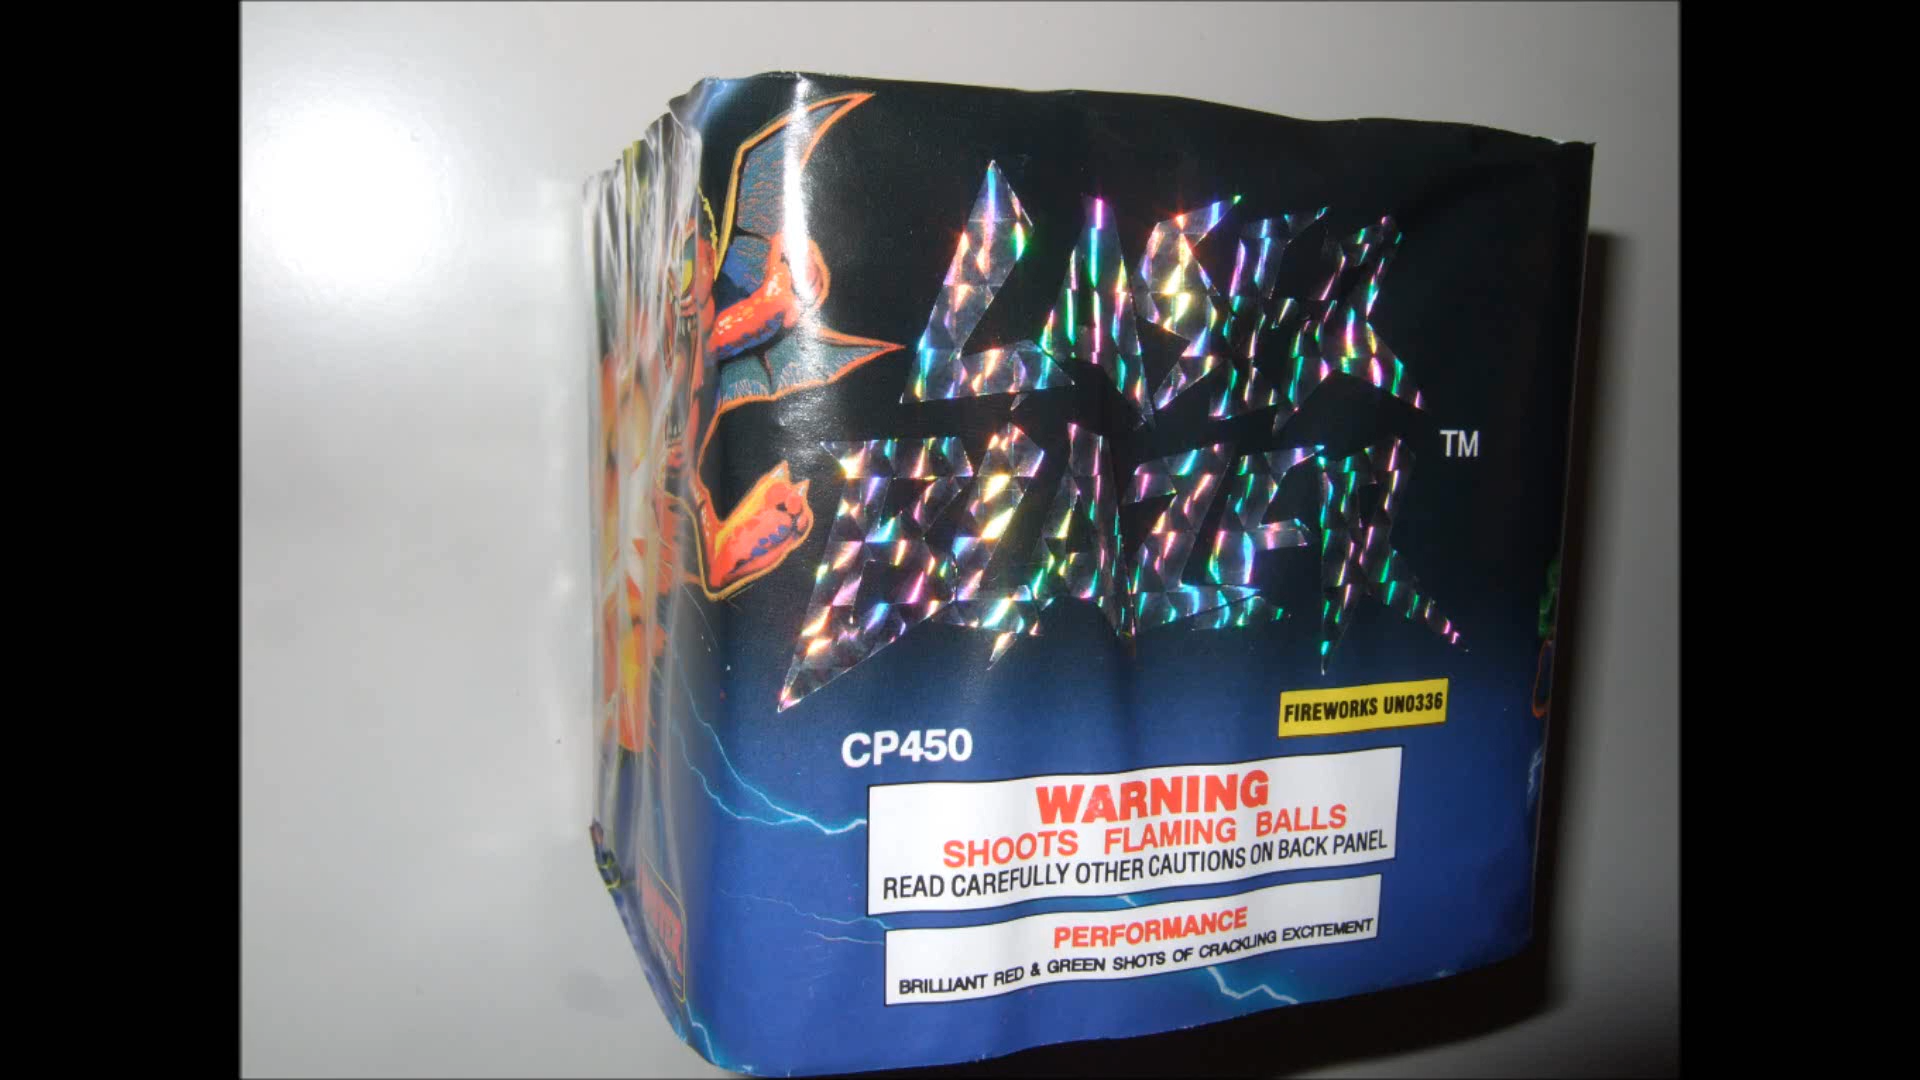 LASER
BLAZER
TM
FIREWORKS UN0336
CP450
WARNING
SHOOTS FLAMING BALLS
READ CAREFULLY OTHER CAUTIONS ON BACK PANEL
PERFORMANCE
BRILLIANT RED & GREEN SHOTS OF CRACKLING EXCITEMENT